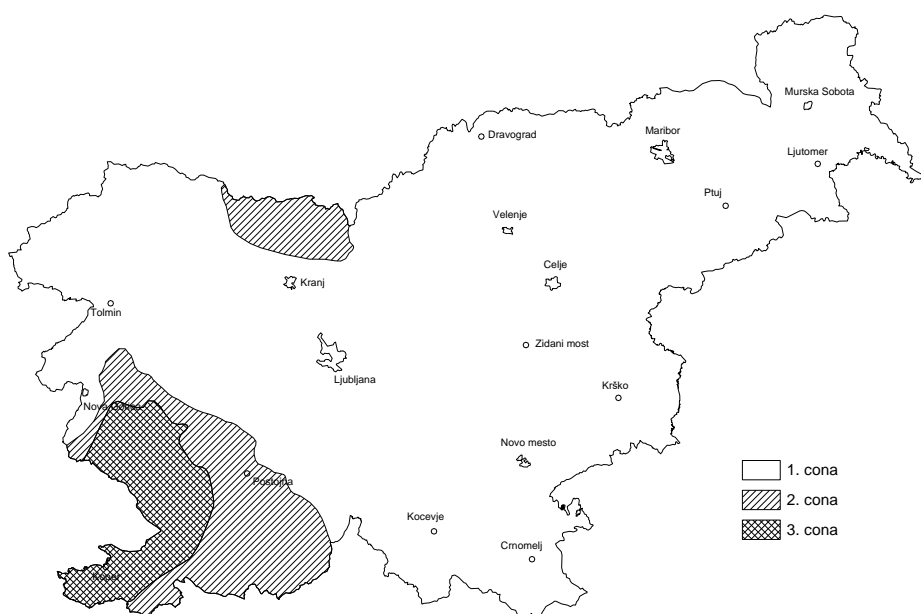 Murska Sobota
Dravograd
Maribor
Ljutomer
Ptuj
Velenje
Celje
Kranj
Tolmin
Zidani most
Ljubljana
Krško
Nova Gorica
Novo mesto
Postojna
Kocevje
Crnomelj
Koper
1. cona
2. cona
3. cona